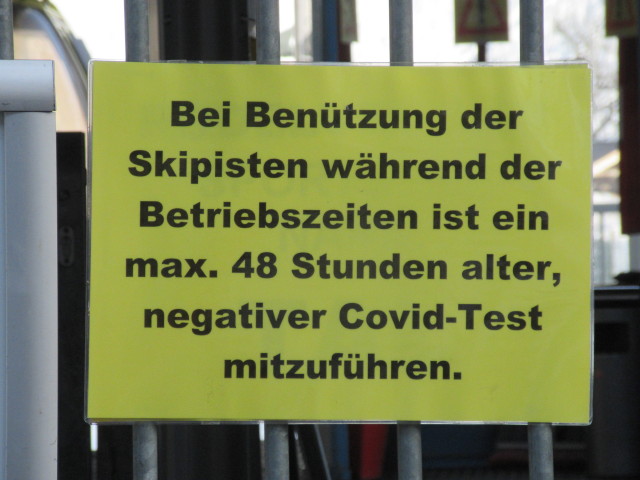 Bei Benützung der
Skipisten während der
Betriebszeiten ist ein
max. 48 Stunden alter,
negativer Covid-Test
mitzuführen.